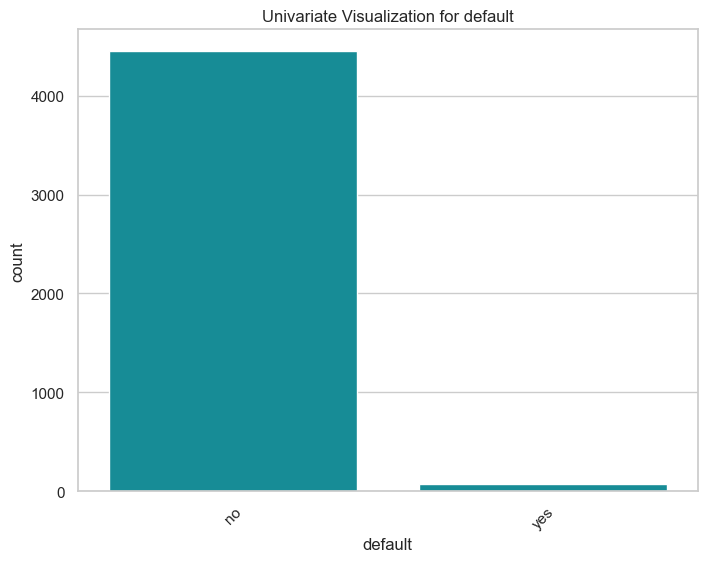 Univariate Visualization for default
count
4000
3000
2000
1000
0
no
yes
default